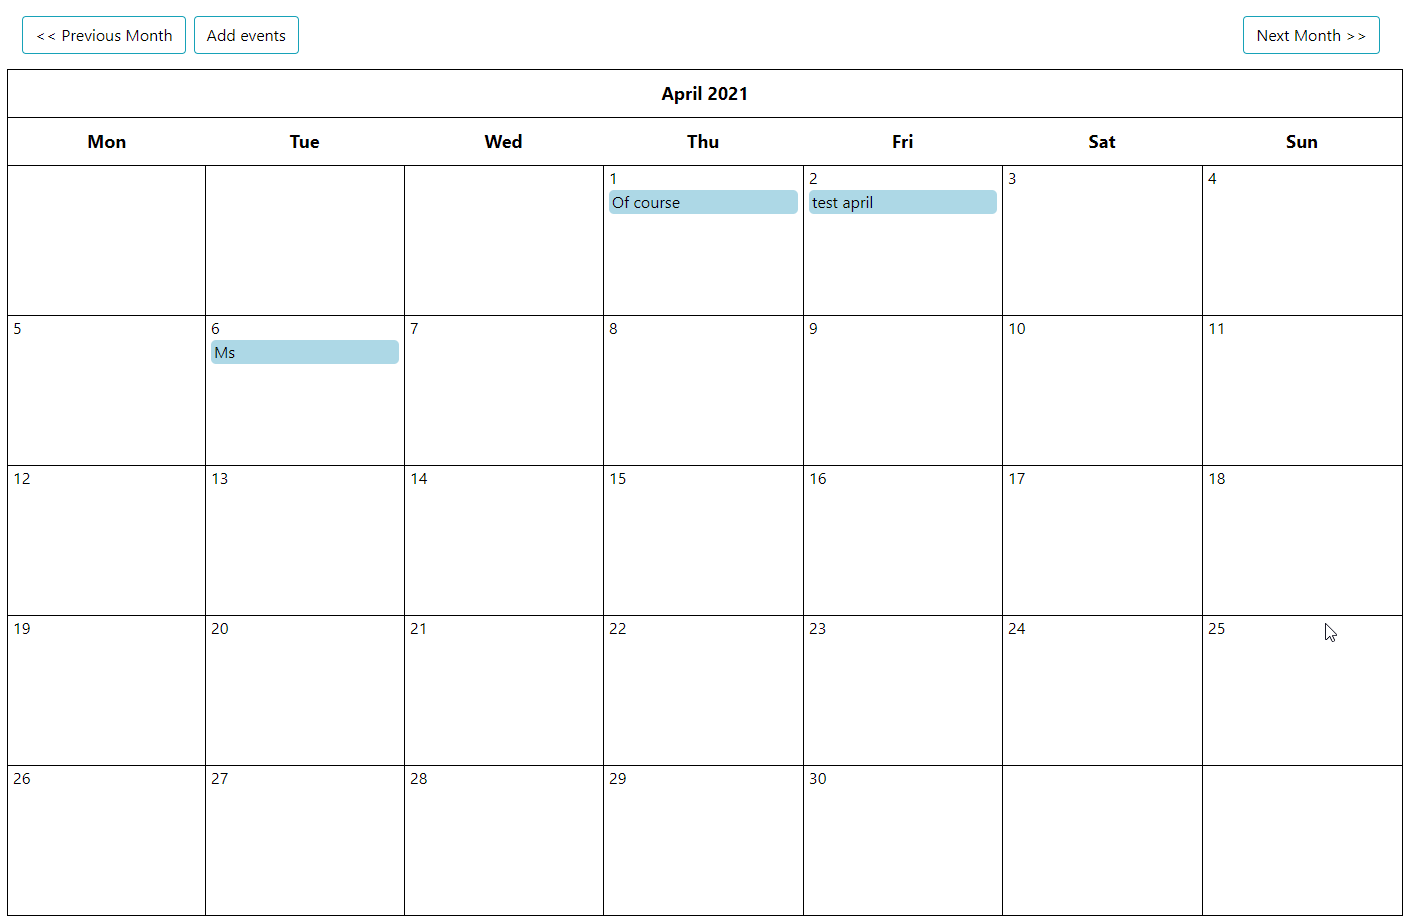 << Previous Month Add events Next Month >>
April 2021
Mon Tue Wed Thu Fri Sat Sun
1 2 3 4
Of course test april
5 6 7 8 9 10 11
Ms
12 13 14 15 16 17 18
19 20 21 22 23 24 25
26 27 28 29 30